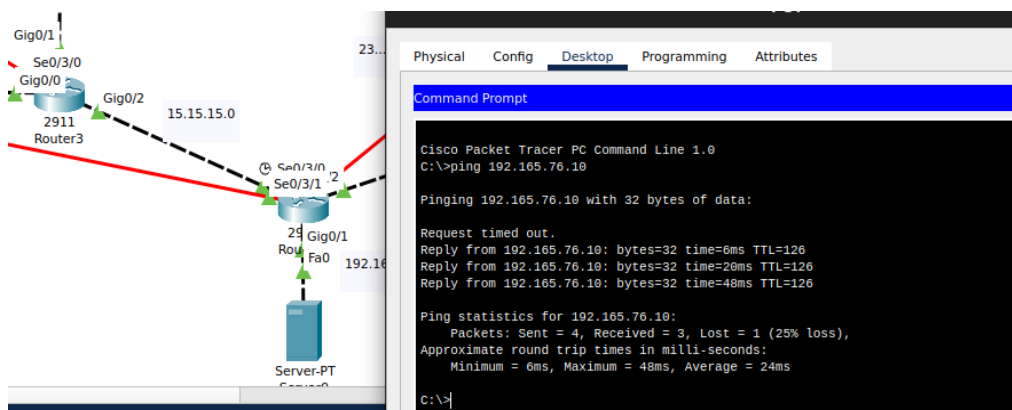 Gig0/1
Se0/3/0
Gig0/0
Gig0/2
2911
Router3
15.15.15.0
23...
Se0/3/0
Se0/3/1
Gig0/1
Fa0
Server-PT
Physical Config Desktop Programming Attributes
Command Prompt
Cisco Packet Tracer PC Command Line 1.0
C:\>ping 192.165.76.10
Pinging 192.165.76.10 with 32 bytes of data:
Request timed out.
Reply from 192.165.76.10: bytes=32 time=6ms TTL=126
Reply from 192.165.76.10: bytes=32 time=20ms TTL=126
Reply from 192.165.76.10: bytes=32 time=48ms TTL=126
Ping statistics for 192.165.76.10:
Packets: Sent = 4, Received = 3, Lost = 1 (25% loss),
Approximate round trip times in milli-seconds:
Minimum = 6ms, Maximum = 48ms, Average = 24ms
C:\>